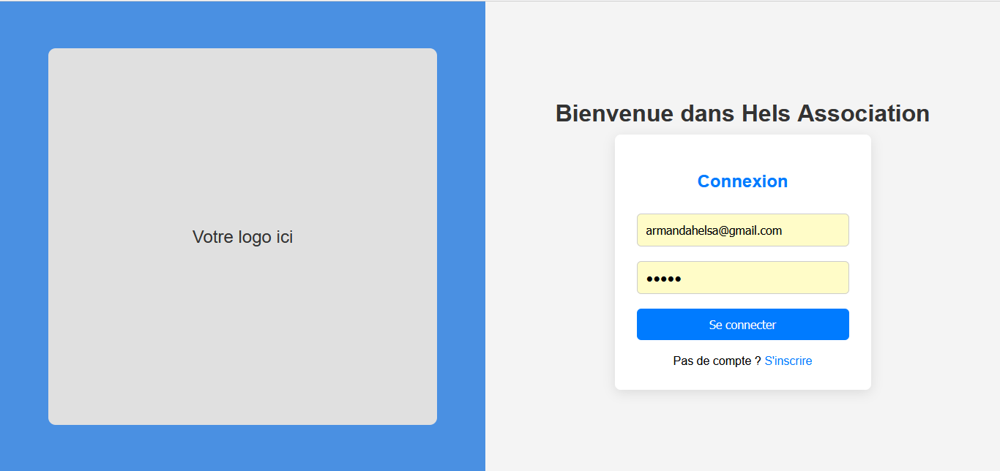 Votre logo ici
Bienvenue dans Hels Association
Connexion
armandahelsa@gmail.com
•••••
Se connecter
Pas de compte ? S'inscrire